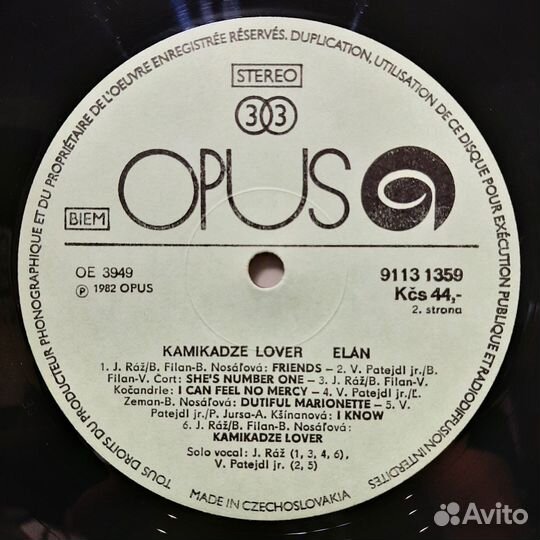 TOUS DROITS DU PRODUCTEUR PHONOGRAPHIQUE ET DU PROPRIÉTAIRE DE L'OEUVRE ENREGISTRÉE RÉSERVÉS. DUPLICATION, UTILISATION DE CE DISQUE POUR EXÉCUTION PUBLIQUE ET RADIODIFFUSION INTERDITES
STEREO
33
OPUS
BIEM
OE 3949
℗ 1982 OPUS
9113 1359
Kčs 44,-
2. strona
KAMIKADZE LOVER ELÁN
1. J. Ráž/B. Filan-B. Nosáľová: FRIENDS - 2. V. Patejdl jr./B.
Filan-V. Cort: SHE'S NUMBER ONE - 3. J. Ráž/B. Filan-V.
Kočandrle: I CAN FEEL NO MERCY - 4. V. Patejdl jr./Ľ.
Zeman-B. Nosáľová: DUTIFUL MARIONETTE - 5. V.
Patejdl jr./P. Jursa-A. Kšínanová: I KNOW
6. J. Ráž/B. Filan-B. Nosáľová:
KAMIKADZE LOVER
Solo vocal: J. Ráž (1, 3, 4, 6),
V. Patejdl jr. (2, 5)
MADE IN CZECHOSLOVAKIA
Avito